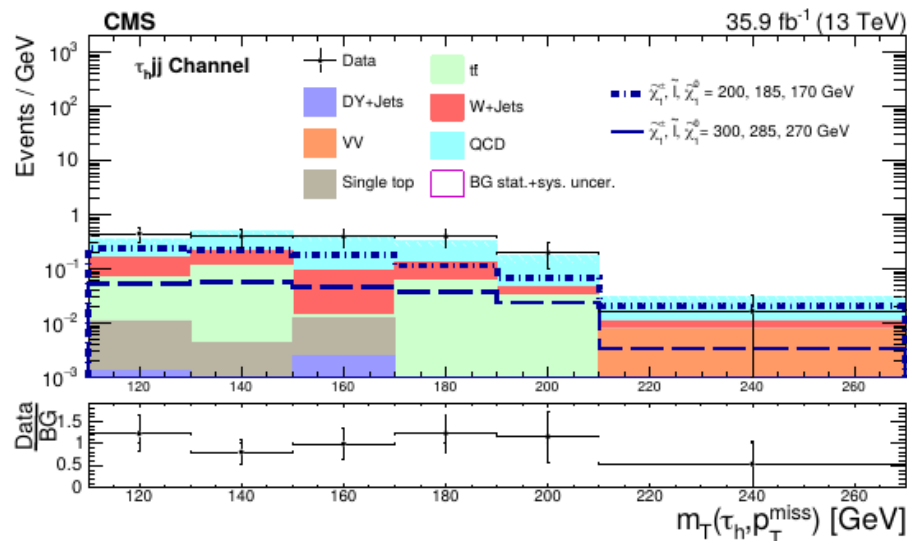 CMS 35.9 fb⁻¹ (13 TeV)
Events / GeV
10³
10²
10
1
10⁻¹
10⁻²
10⁻³
τₕjj Channel
Data
tt̄
DY+Jets
W+Jets
VV
QCD
Single top
BG stat.+sys. uncer.
χ̃₁±, l̃, χ̃₁⁰ = 200, 185, 170 GeV
χ̃₁±, l̃, χ̃₁⁰ = 300, 285, 270 GeV
120 140 160 180 200 220 240 260
Data
BG
1.5
1
0.5
0
120 140 160 180 200 220 240 260
m_T(τₕ,p_T^miss) [GeV]